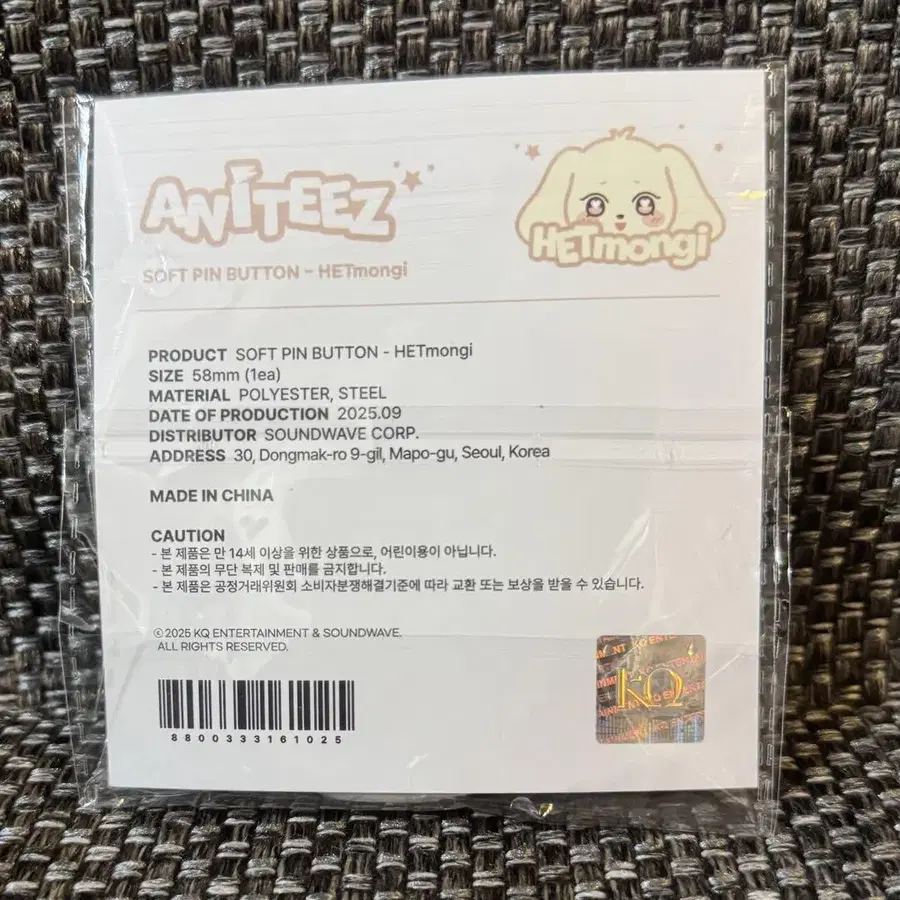 ANITEEZ
HETmongi
SOFT PIN BUTTON - HETmongi
PRODUCT SOFT PIN BUTTON - HETmongi
SIZE 58mm (1ea)
MATERIAL POLYESTER, STEEL
DATE OF PRODUCTION 2025.09
DISTRIBUTOR SOUNDWAVE CORP.
ADDRESS 30, Dongmak-ro 9-gil, Mapo-gu, Seoul, Korea
MADE IN CHINA
CAUTION
- 본 제품은 만 14세 이상을 위한 상품으로, 어린이용이 아닙니다.
- 본 제품의 무단 복제 및 판매를 금지합니다.
- 본 제품은 공정거래위원회 소비자분쟁해결기준에 따라 교환 또는 보상을 받을 수 있습니다.
©2025 KQ ENTERTAINMENT & SOUNDWAVE.
ALL RIGHTS RESERVED.
8800333161025
KQ